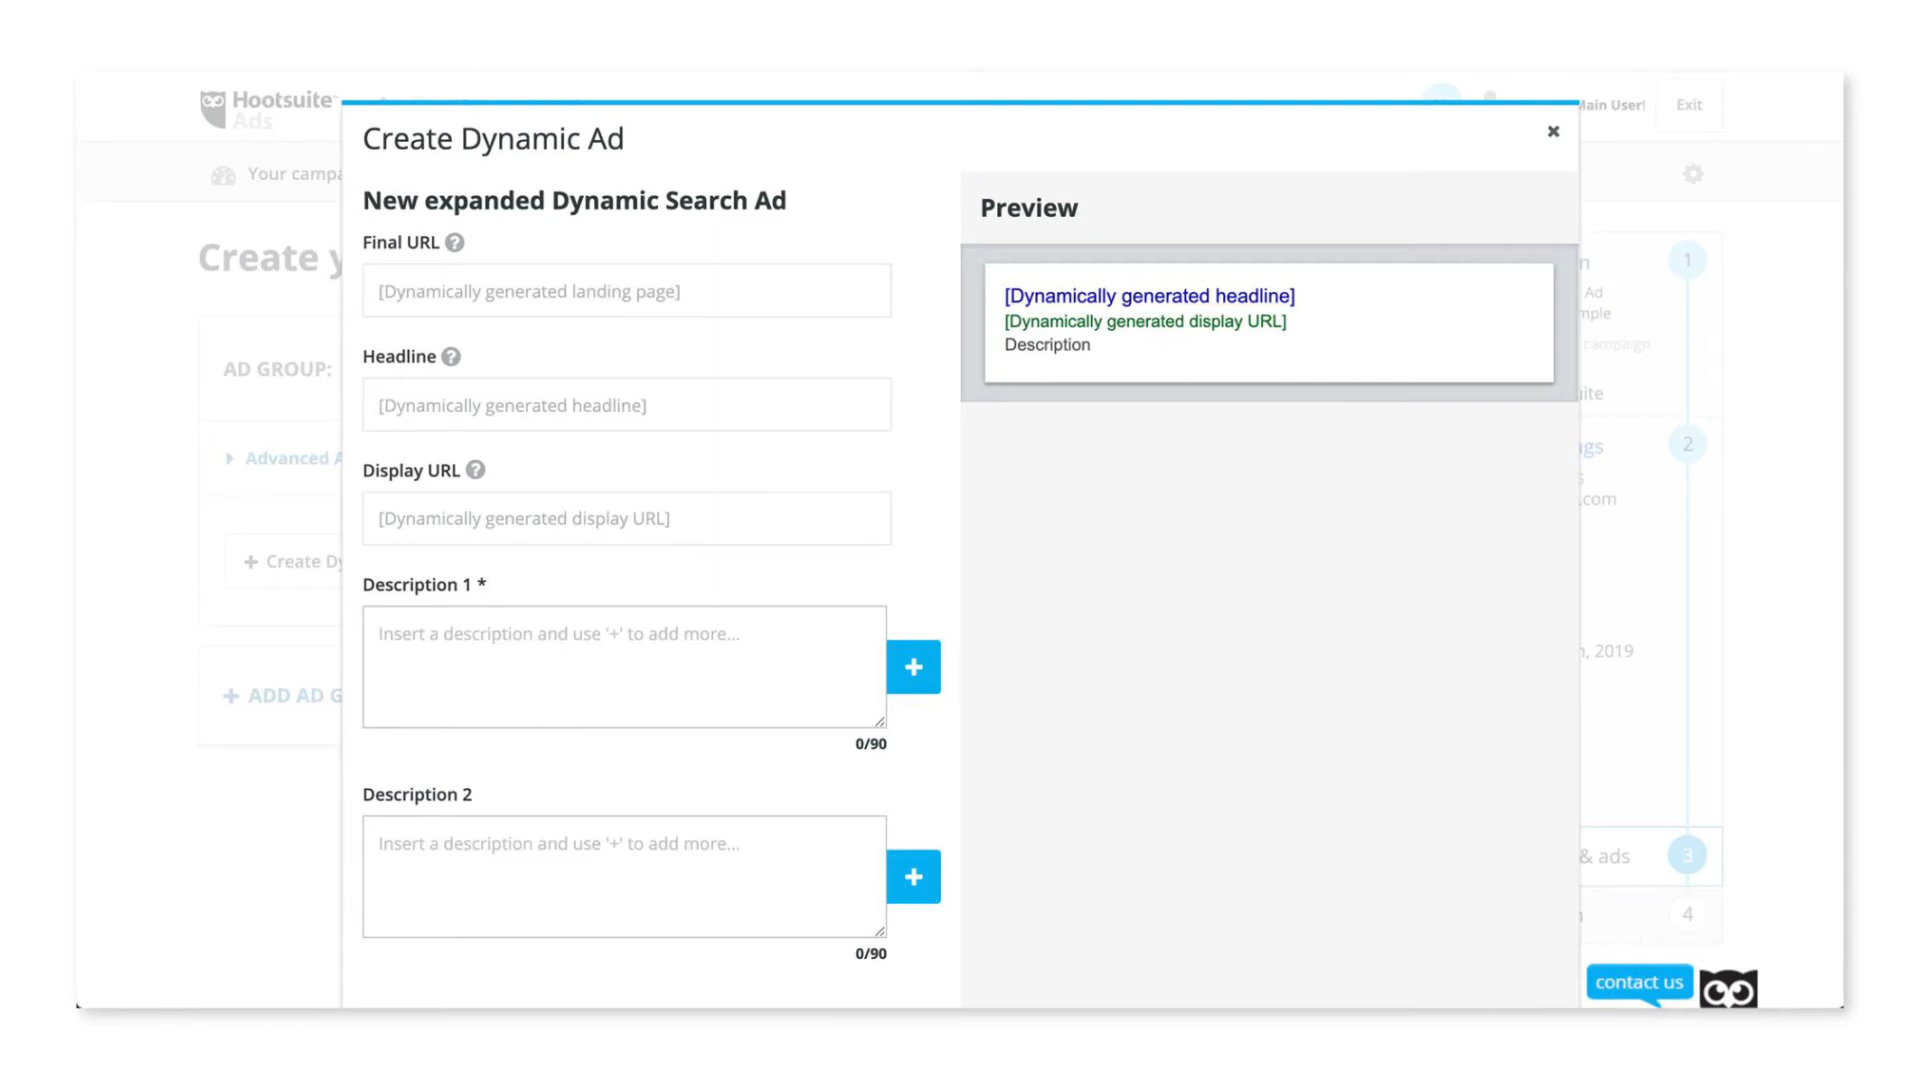 Hootsuite
Ads
Main User!
Exit
Your campa
Create y
AD GROUP:
Advanced A
+ Create Dy
+ ADD AD G
Create Dynamic Ad
×
New expanded Dynamic Search Ad
Final URL ?
[Dynamically generated landing page]
Headline ?
[Dynamically generated headline]
Display URL ?
[Dynamically generated display URL]
Description 1 *
Insert a description and use '+' to add more...
+
0/90
Description 2
Insert a description and use '+' to add more...
+
0/90
Preview
[Dynamically generated headline]
[Dynamically generated display URL]
Description
n
1
Ad
mple
campaign
ite
gs
2
s
.com
h, 2019
& ads
3
4
contact us